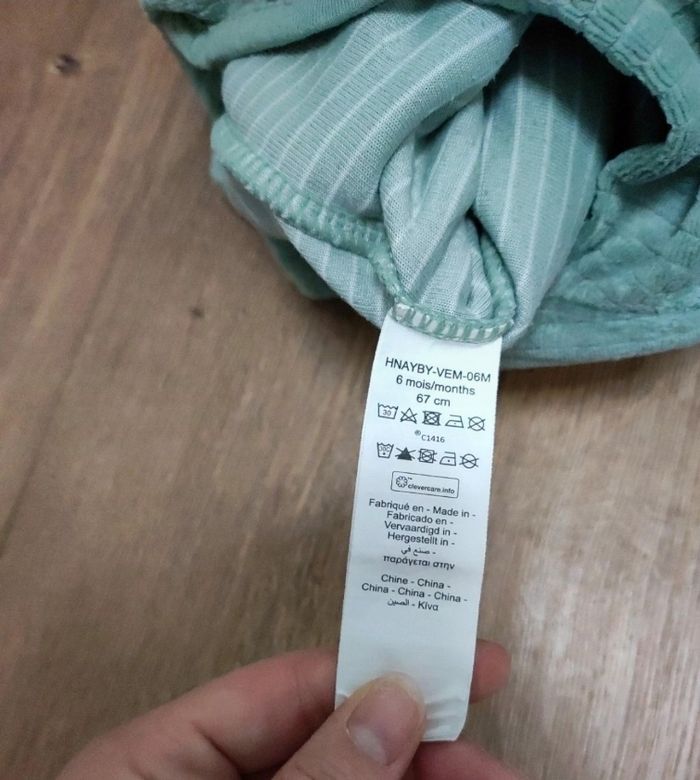 HNAYBY-VEM-06M
6 mois/months
67 cm
30
®C1416
30C
clevercare.info
Fabriqué en - Made in -
Fabricado en -
Vervaardigd in -
Hergestellt in -
صنع في -
παράγεται στην
Chine - China -
China - China - China -
الصين - Κίνα